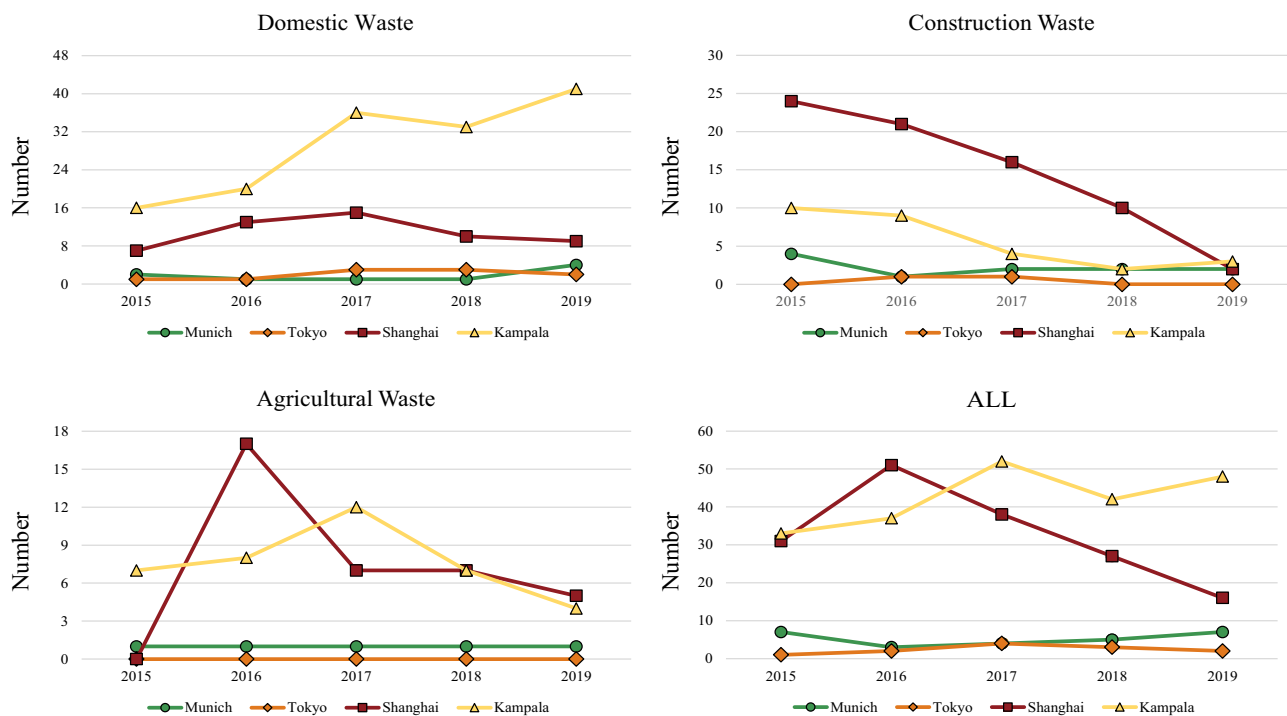 Domestic Waste
48
40
32
24
16
8
0
Number
2015 2016 2017 2018 2019
Munich Tokyo Shanghai Kampala
Construction Waste
30
25
20
15
10
5
0
Number
2015 2016 2017 2018 2019
Munich Tokyo Shanghai Kampala
Agricultural Waste
18
15
12
9
6
3
0
Number
2015 2016 2017 2018 2019
Munich Tokyo Shanghai Kampala
ALL
60
50
40
30
20
10
0
Number
2015 2016 2017 2018 2019
Munich Tokyo Shanghai Kampala